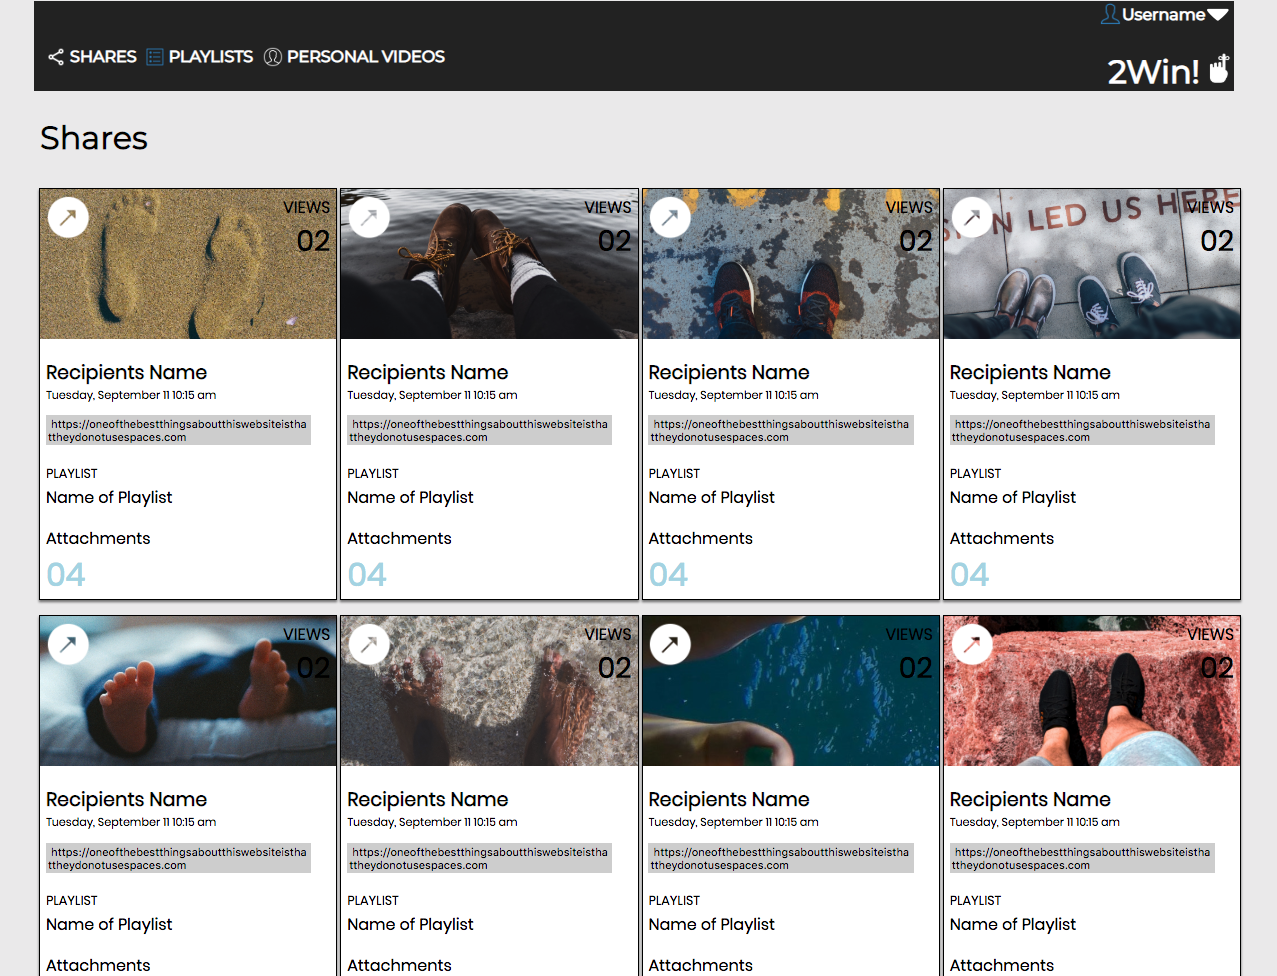 Username
SHARES PLAYLISTS PERSONAL VIDEOS
2Win!
Shares
VIEWS
02
VIEWS
02
VIEWS
02
SIGN LED US HERE
VIEWS
02
Recipients Name
Tuesday, September 11 10:15 am
https://oneofthebestthingsaboutthiswebsiteistha
ttheydonotusespaces.com
PLAYLIST
Name of Playlist
Attachments
04
Recipients Name
Tuesday, September 11 10:15 am
https://oneofthebestthingsaboutthiswebsiteistha
ttheydonotusespaces.com
PLAYLIST
Name of Playlist
Attachments
04
Recipients Name
Tuesday, September 11 10:15 am
https://oneofthebestthingsaboutthiswebsiteistha
ttheydonotusespaces.com
PLAYLIST
Name of Playlist
Attachments
04
Recipients Name
Tuesday, September 11 10:15 am
https://oneofthebestthingsaboutthiswebsiteistha
ttheydonotusespaces.com
PLAYLIST
Name of Playlist
Attachments
04
VIEWS
02
VIEWS
02
VIEWS
02
VIEWS
02
Recipients Name
Tuesday, September 11 10:15 am
https://oneofthebestthingsaboutthiswebsiteistha
ttheydonotusespaces.com
PLAYLIST
Name of Playlist
Attachments
Recipients Name
Tuesday, September 11 10:15 am
https://oneofthebestthingsaboutthiswebsiteistha
ttheydonotusespaces.com
PLAYLIST
Name of Playlist
Attachments
Recipients Name
Tuesday, September 11 10:15 am
https://oneofthebestthingsaboutthiswebsiteistha
ttheydonotusespaces.com
PLAYLIST
Name of Playlist
Attachments
Recipients Name
Tuesday, September 11 10:15 am
https://oneofthebestthingsaboutthiswebsiteistha
ttheydonotusespaces.com
PLAYLIST
Name of Playlist
Attachments